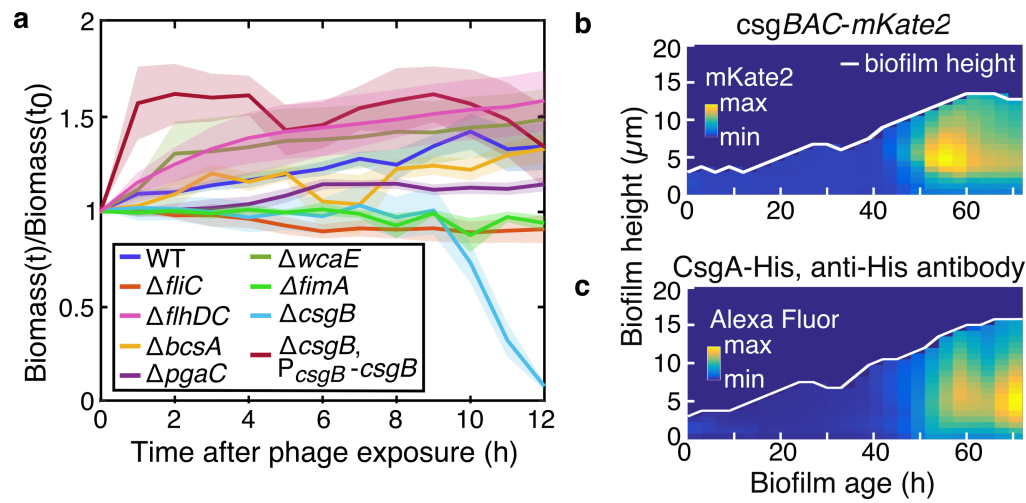 a
Biomass(t)/Biomass(t0)
2
1.5
1
0.5
0
0 2 4 6 8 10 12
Time after phage exposure (h)
WT
ΔfliC
ΔflhDC
ΔbcsA
ΔpgaC
ΔwcaE
ΔfimA
ΔcsgB
ΔcsgB,
PcsgB-csgB
b
csgBAC-mKate2
Biofilm height (µm)
20
15
10
5
0
mKate2
max
min
biofilm height
0 20 40 60
c
CsgA-His, anti-His antibody
20
15
10
5
0
Alexa Fluor
max
min
0 20 40 60
Biofilm age (h)